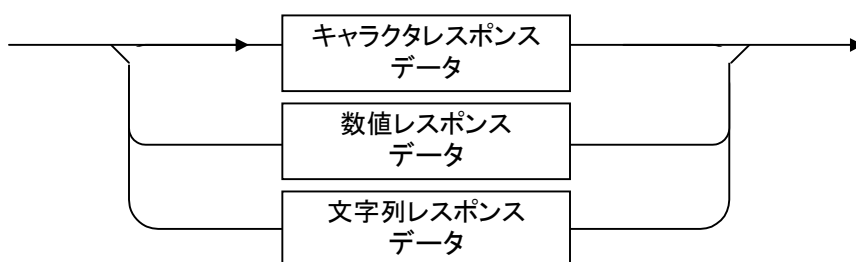 キャラクタレスポンス
データ
数値レスポンス
データ
文字列レスポンス
データ